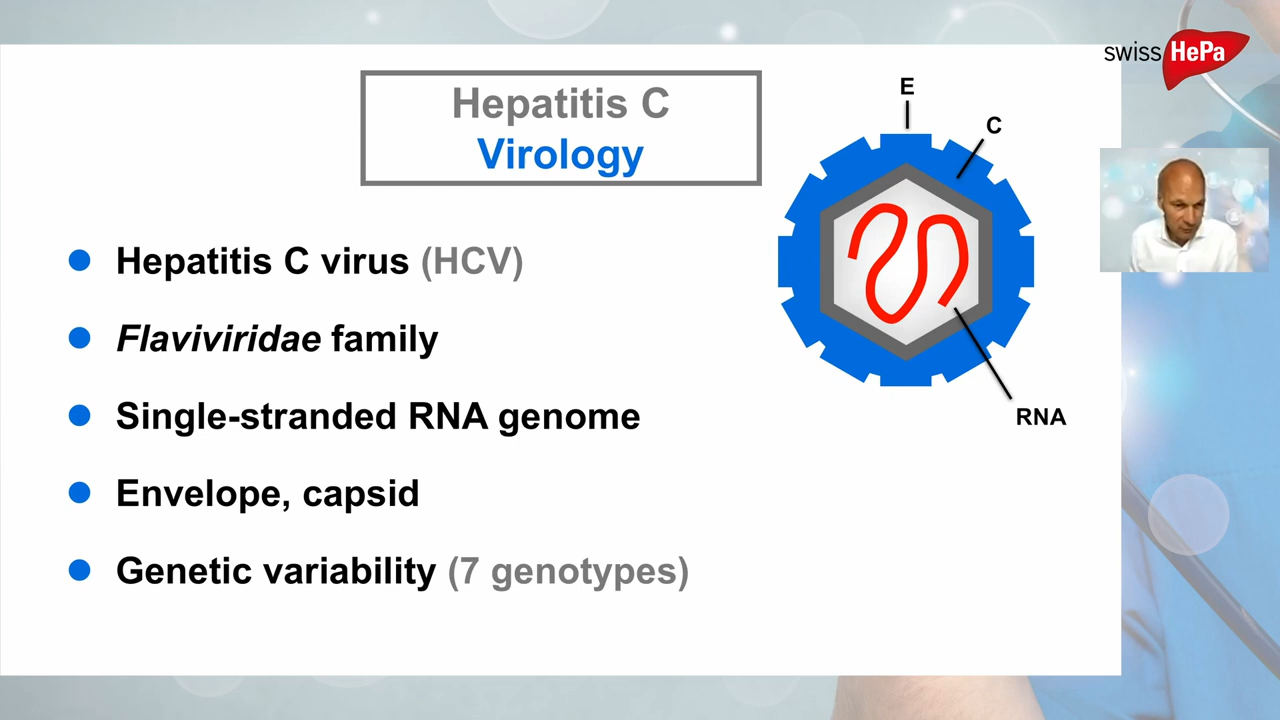 swiss HePa
Hepatitis C
Virology
E
C
RNA
Hepatitis C virus (HCV)
Flaviviridae family
Single-stranded RNA genome
Envelope, capsid
Genetic variability (7 genotypes)